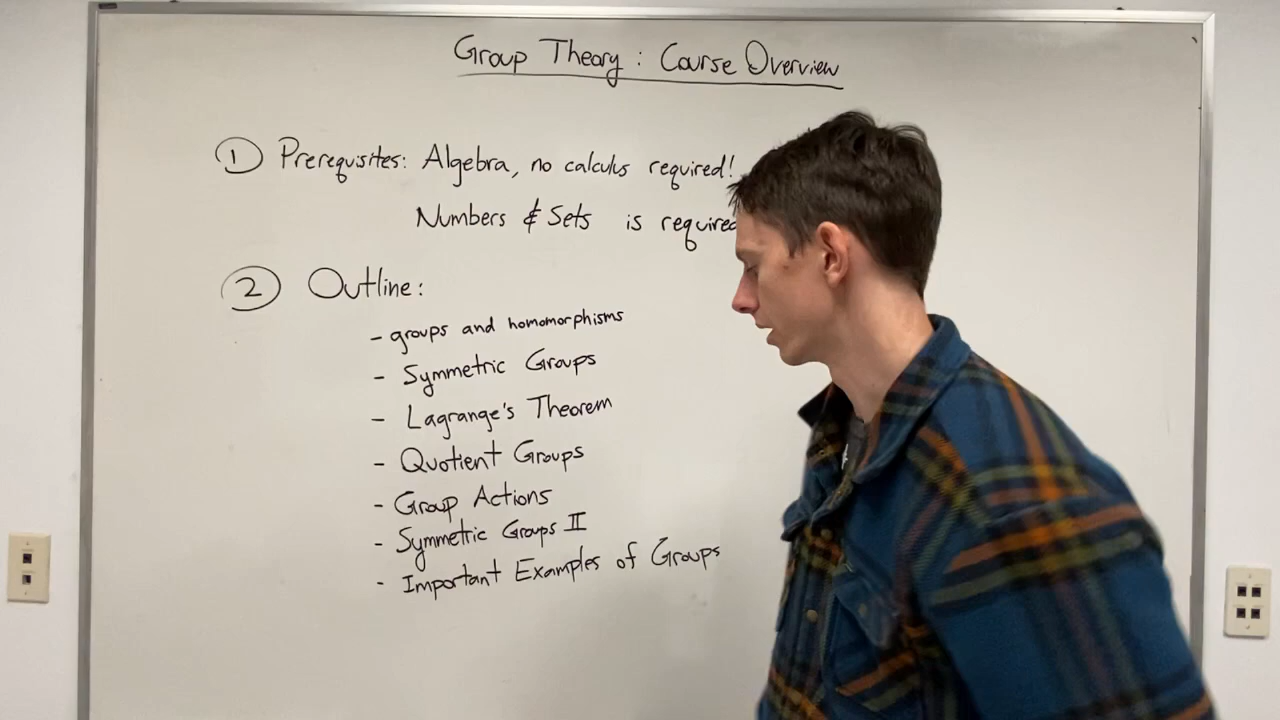 Group Theory : Course Overview
① Prerequisites: Algebra, no calculus required!
Numbers & Sets is required
② Outline:
- groups and homomorphisms
- Symmetric Groups
- Lagrange's Theorem
- Quotient Groups
- Group Actions
- Symmetric Groups II
- Important Examples of Groups